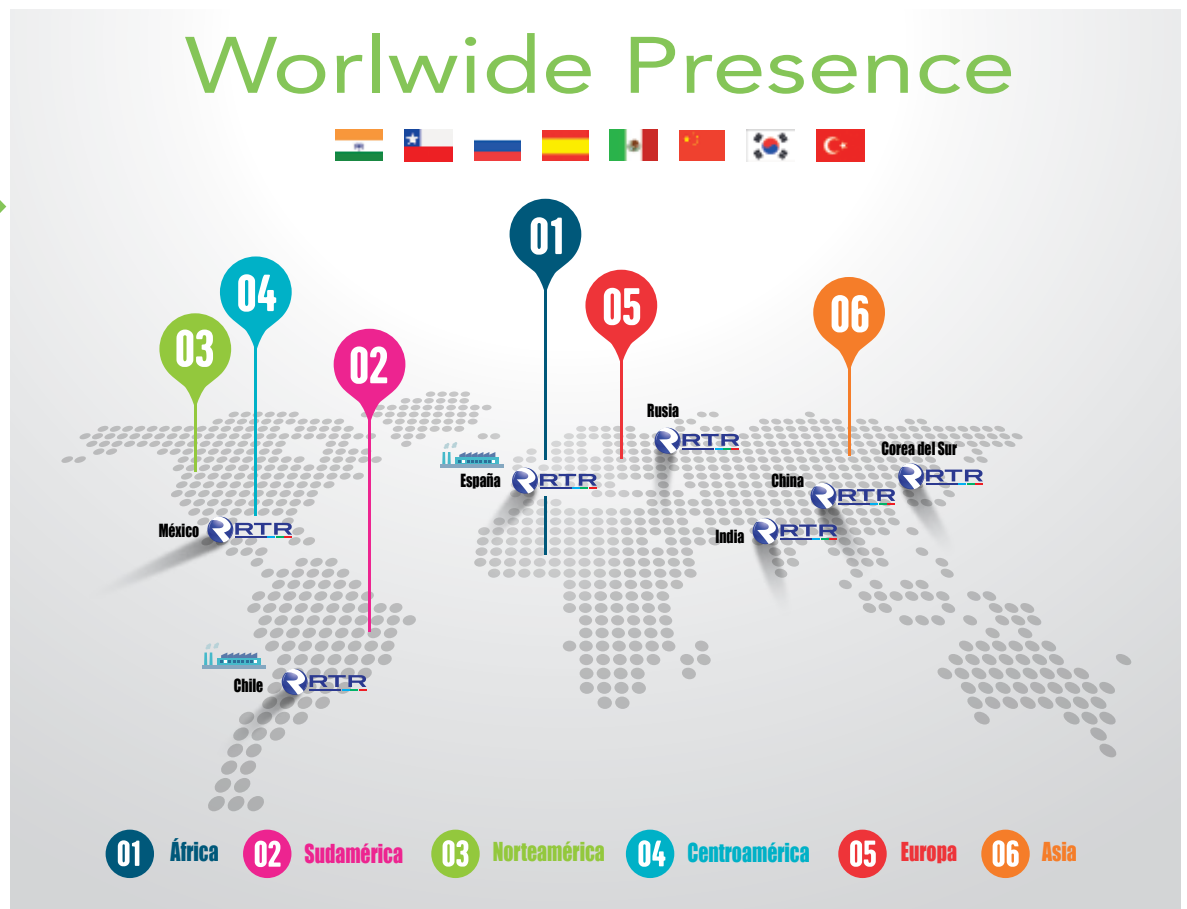 Worlwide Presence
01
04
05
06
03
02
Rusia
RTR
Corea del Sur
RTR
España
RTR
China
RTR
México
RTR
India
RTR
Chile
RTR
01 África
02 Sudamérica
03 Norteamérica
04 Centroamérica
05 Europa
06 Asia